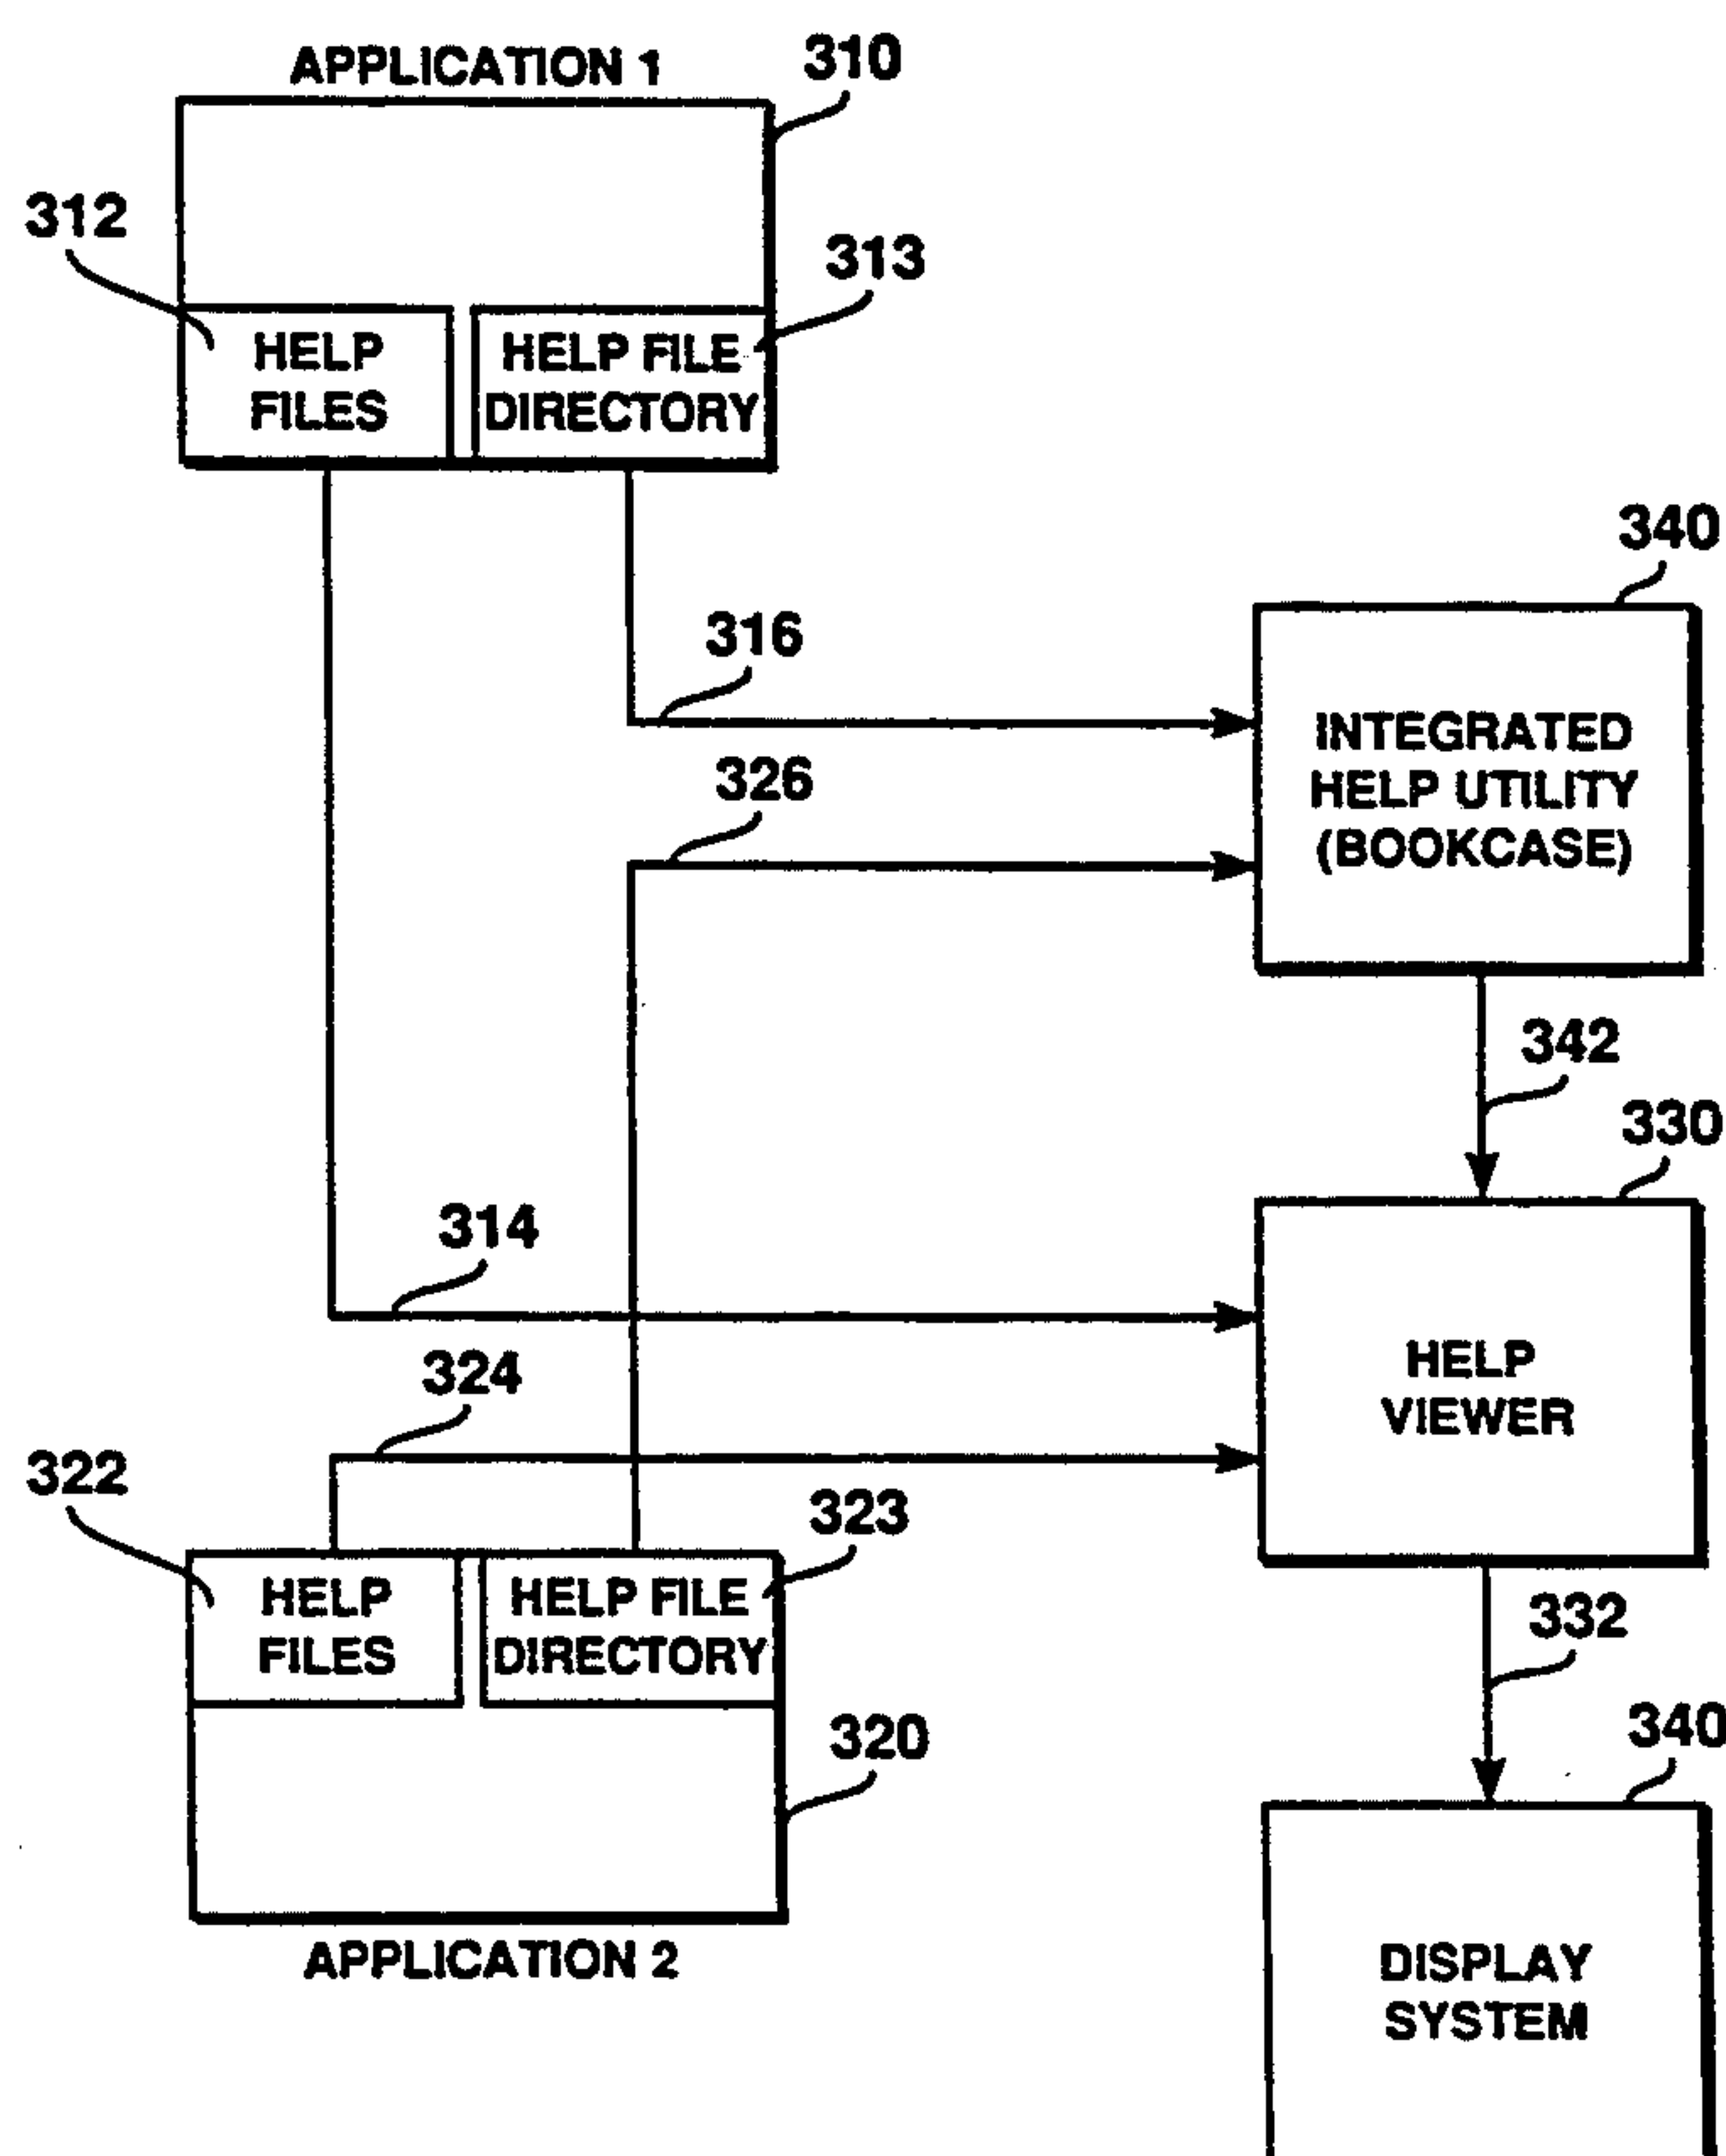 APPLICATION 1
310
312
313
HELP
FILES
HELP FILE
DIRECTORY
340
316
INTEGRATED
HELP UTILITY
(BOOKCASE)
326
342
330
314
HELP
VIEWER
324
322
323
HELP
FILES
HELP FILE
DIRECTORY
332
320
340
APPLICATION 2
DISPLAY
SYSTEM